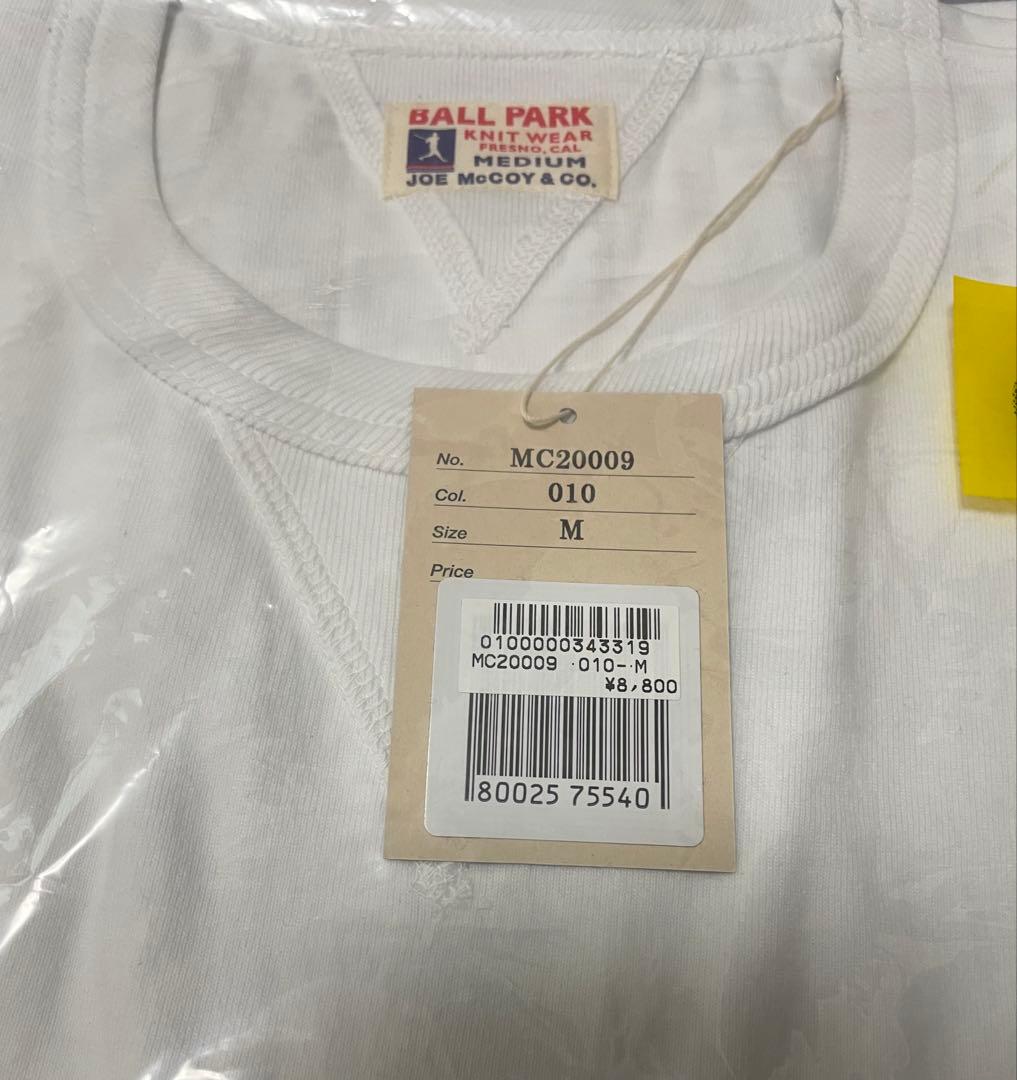 BALL PARK
KNIT WEAR
FRESNO, CAL
MEDIUM
JOE McCOY & CO.
No. MC20009
Col. 010
Size M
Price
0100000343319
MC20009 ·010-·M
¥8,800
80025 75540